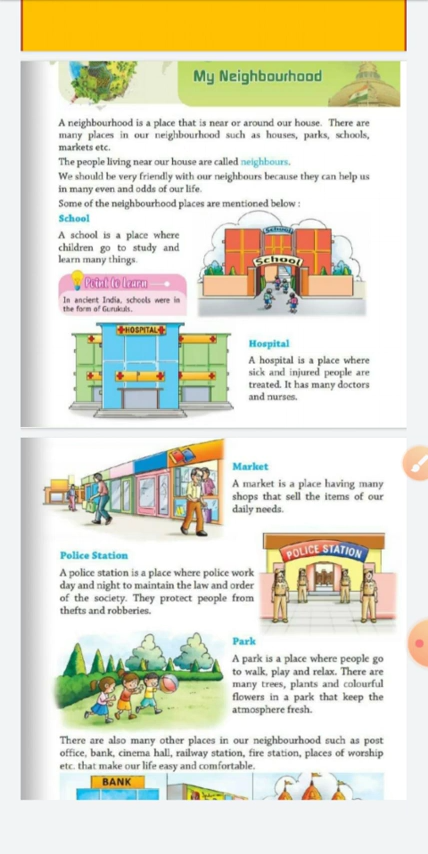 My Neighbourhood
A neighbourhood is a place that is near or around our house. There are
many places in our neighbourhood such as houses, parks, schools,
markets etc.
The people living near our house are called neighbours.
We should be very friendly with our neighbours because they can help us
in many even and odds of our life.
Some of the neighbourhood places are mentioned below :
School
A school is a place where
children go to study and
learn many things.
School
School
Point to Learn
In ancient India, schools were in
the form of Gurukuls.
HOSPITAL
Hospital
A hospital is a place where
sick and injured people are
treated. It has many doctors
and nurses.
Market
A market is a place having many
shops that sell the items of our
daily needs.
Police Station
A police station is a place where police work
day and night to maintain the law and order
of the society. They protect people from
thefts and robberies.
POLICE STATION
Park
A park is a place where people go
to walk, play and relax. There are
many trees, plants and colourful
flowers in a park that keep the
atmosphere fresh.
There are also many other places in our neighbourhood such as post
office, bank, cinema hall, railway station, fire station, places of worship
etc. that make our life easy and comfortable.
BANK